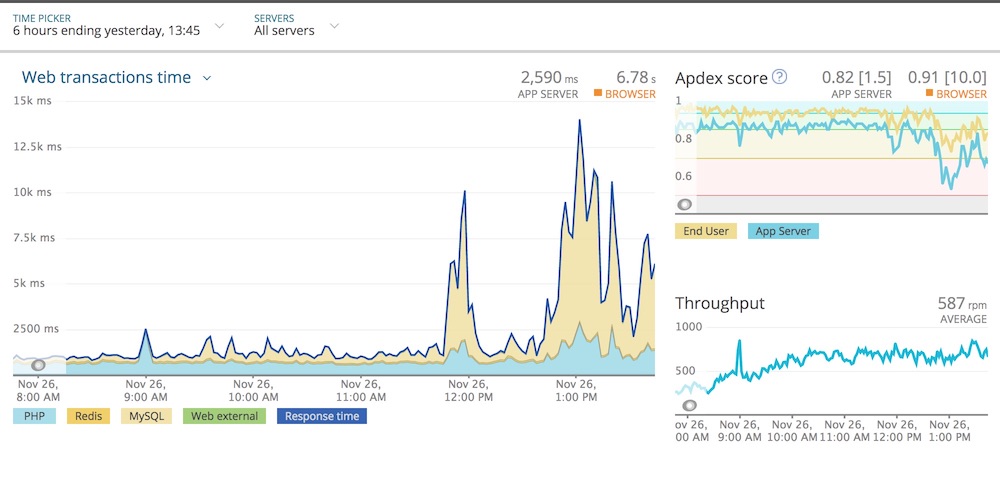 TIME PICKER
6 hours ending yesterday, 13:45
SERVERS
All servers
Web transactions time
2,590 ms
APP SERVER
6.78 s
BROWSER
15k ms
12.5k ms
10k ms
7.5k ms
5k ms
2500 ms
Nov 26,
8:00 AM
Nov 26,
9:00 AM
Nov 26,
10:00 AM
Nov 26,
11:00 AM
Nov 26,
12:00 PM
Nov 26,
1:00 PM
PHP
Redis
MySQL
Web external
Response time
Apdex score ?
0.82 [1.5]
APP SERVER
0.91 [10.0]
BROWSER
1
0.8
0.6
End User
App Server
Throughput
587 rpm
AVERAGE
1000
500
ov 26,
00 AM
Nov 26,
9:00 AM
Nov 26,
10:00 AM
Nov 26,
11:00 AM
Nov 26,
12:00 PM
Nov 26,
1:00 PM